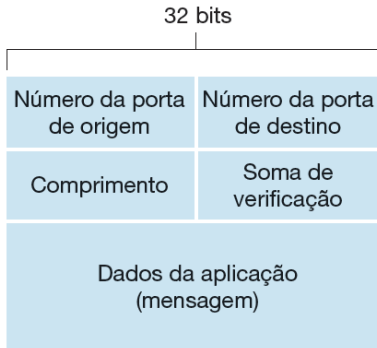 32 bits
Número da porta
de origem
Número da porta
de destino
Comprimento
Soma de
verificação
Dados da aplicação
(mensagem)